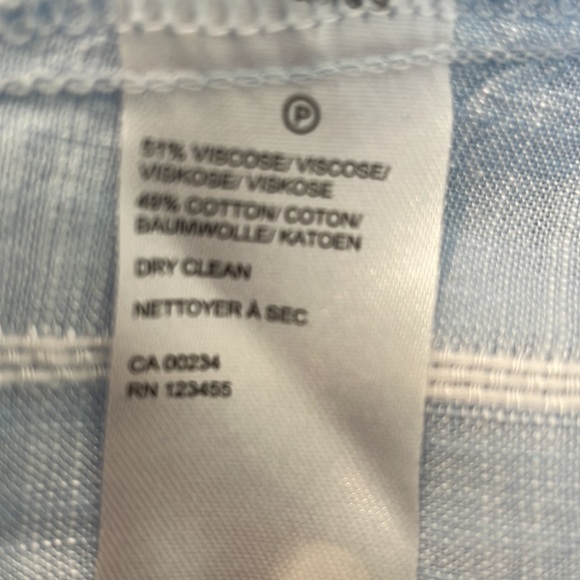 P
51% VISCOSE/ VISCOSE/
VISKOSE/ VISKOSE
49% COTTON/ COTON/
BAUMWOLLE/ KATOEN
DRY CLEAN
NETTOYER À SEC
CA 00234
RN 123455